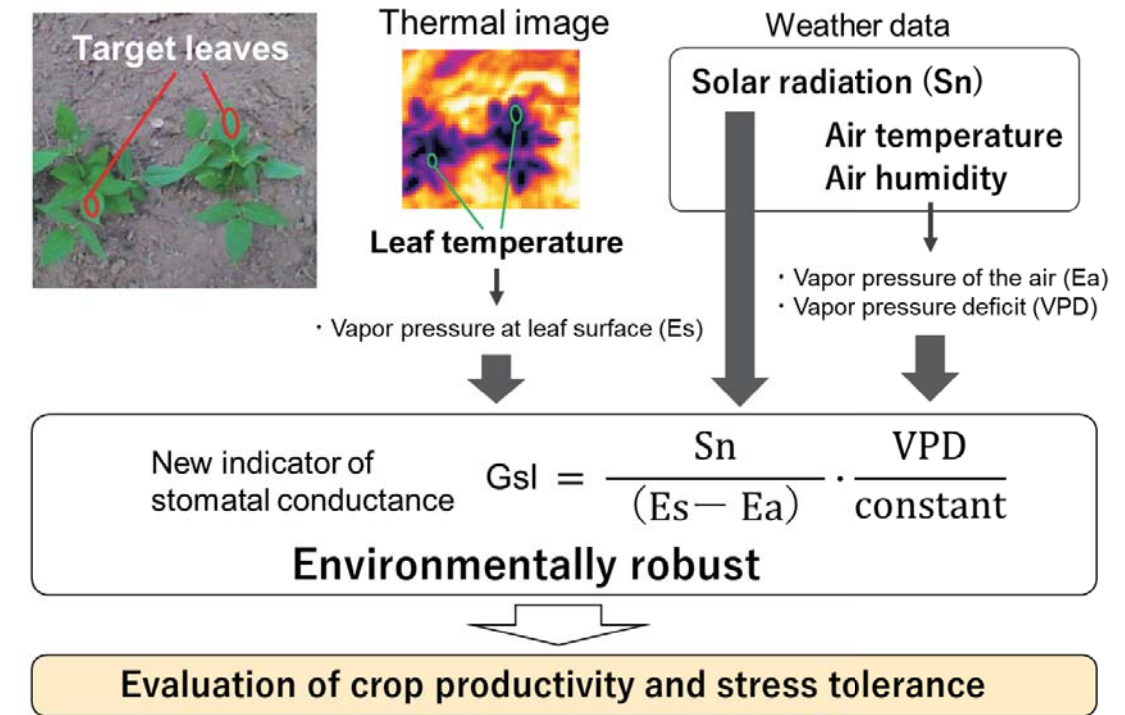 Target leaves
Thermal image
Leaf temperature
・Vapor pressure at leaf surface (Es)
Weather data
Solar radiation (Sn)
Air temperature
Air humidity
・Vapor pressure of the air (Ea)
・Vapor pressure deficit (VPD)
New indicator of
stomatal conductance
GsI = Sn / (Es− Ea) · VPD / constant
Environmentally robust
Evaluation of crop productivity and stress tolerance